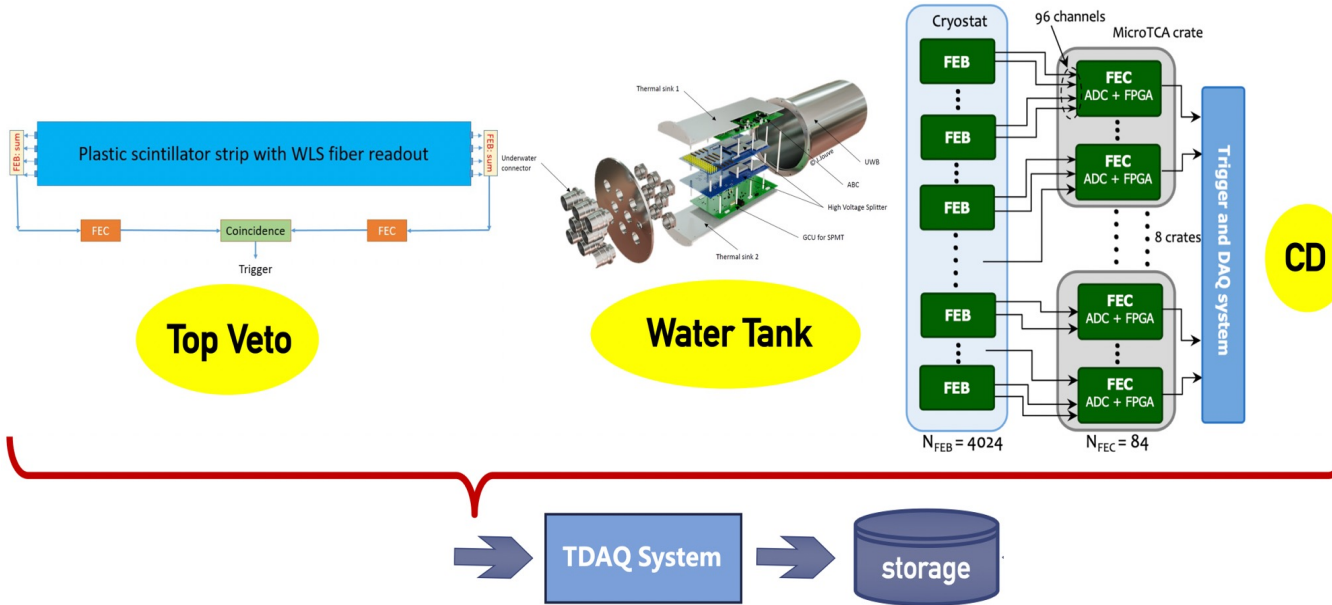 FEB: sum
Plastic scintillator strip with WLS fiber readout
FEB: sum
FEC
Coincidence
FEC
Trigger
Top Veto
Thermal sink 1
Underwater
connector
© J.Jouve
UWB
ABC
High Voltage Splitter
GCU for SPMT
Thermal sink 2
Water Tank
Cryostat
96 channels
MicroTCA crate
FEB
FEB
FEB
FEB
FEB
FEC
ADC + FPGA
FEC
ADC + FPGA
8 crates
FEC
ADC + FPGA
FEC
ADC + FPGA
Trigger and DAQ system
N_FEB = 4024
N_FEC = 84
CD
TDAQ System
storage